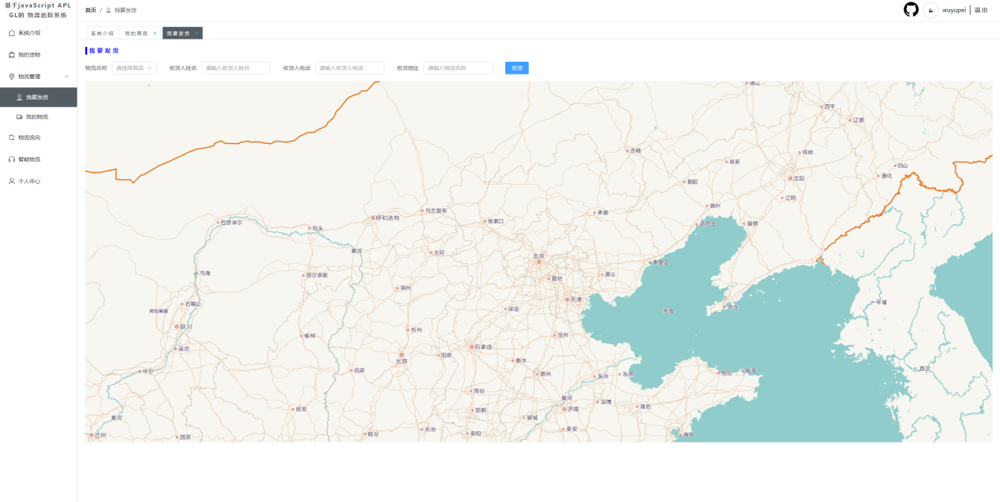 基于javaScript APL
GL的 物流追踪系统
系统介绍
我的货物
物流管理
我要发货
我的物流
物流流向
智能物流
个人中心
首页 / 我要发货
wuyupei | 退出
系统介绍 我的商品 × 我要发货 ×
我要发货
物流名称 请选择商品 收货人姓名 请输入收货人姓名 收货人电话 请输入收货人电话 收货地址 请输入物流名称 发货
通辽
四平
辽源
赤峰
铁岭
阜新
白山
通化
沈阳
朝阳
辽阳
锦州
乌兰察布
承德
呼和浩特
张家口
巴彦淖尔
包头
葫芦岛
盘锦
黄河
大同
北京
秦皇岛
乌海
鄂尔多斯
唐山
廊坊
朔州
天津
石嘴山
阿拉善盟
保定
大连
平壤
渤海
银川
忻州
榆林
沧州
吴忠
石家庄
太原
阳泉
衡水
首尔
中卫
吕梁
德州
滨州
东营
烟台
威海
邢台
黄河
淄博
潍坊
延安
邯郸
济南
黄河
聊城
兰州
固原
临汾
长治
安阳
泰安
青岛